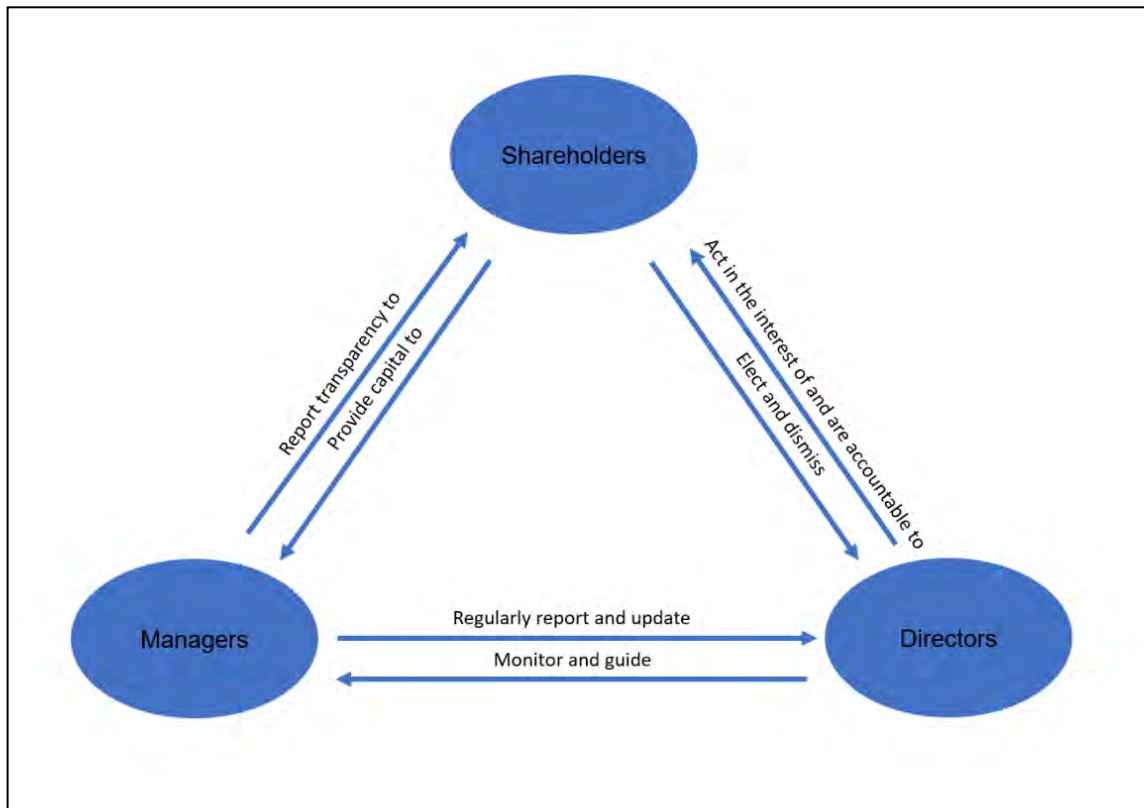 Shareholders
Report transparency to
Provide capital to
Elect and dismiss
Act in the interest of and are accountable to
Managers
Regularly report and update
Monitor and guide
Directors